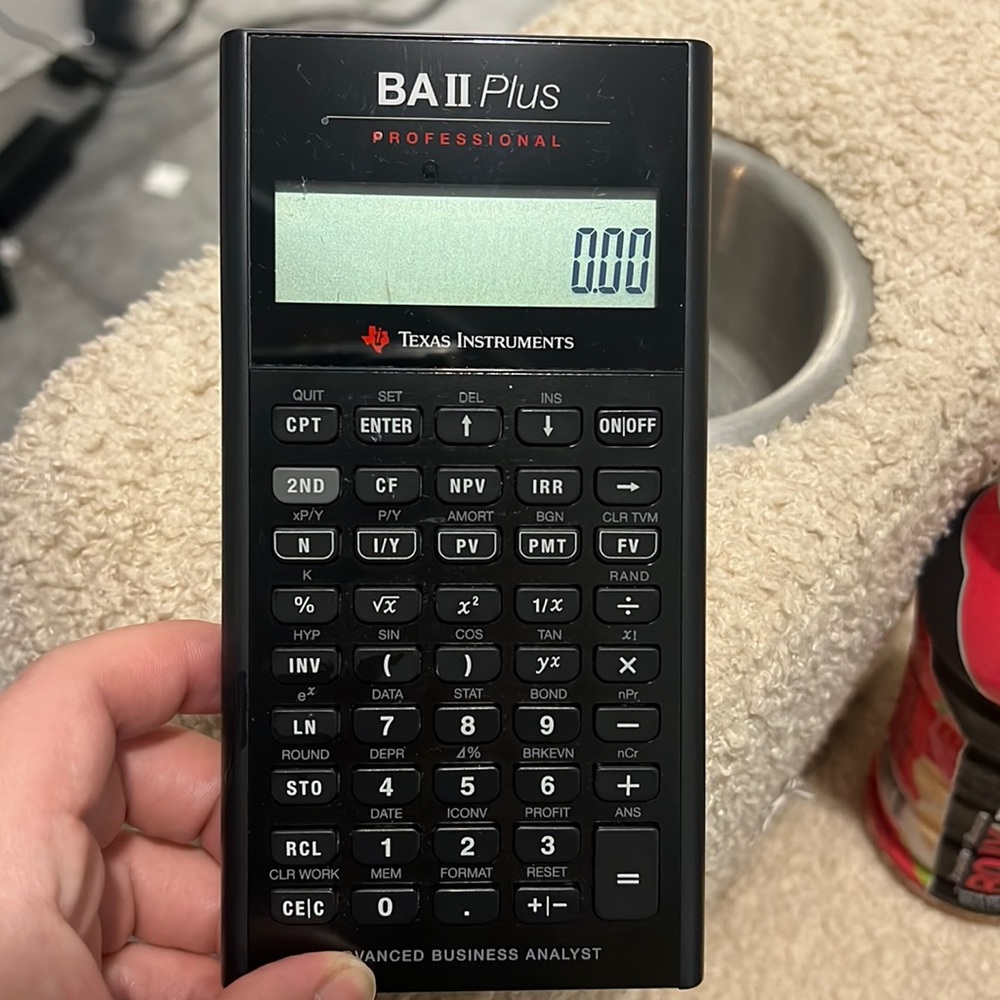 BA II Plus
PROFESSIONAL
0.00
TEXAS INSTRUMENTS
QUIT SET DEL INS
CPT ENTER ↑ ↓ ON|OFF
2ND CF NPV IRR →
xP/Y P/Y AMORT BGN CLR TVM
N I/Y PV PMT FV
K RAND
% √x x² 1/x ÷
HYP SIN COS TAN x!
INV ( ) yˣ ×
eˣ DATA STAT BOND nPr
LN 7 8 9 −
ROUND DEPR Δ% BRKEVN nCr
STO 4 5 6 +
DATE ICONV PROFIT ANS
RCL 1 2 3
CLR WORK MEM FORMAT RESET
=
CE|C 0 . +|−
VANCED BUSINESS ANALYST